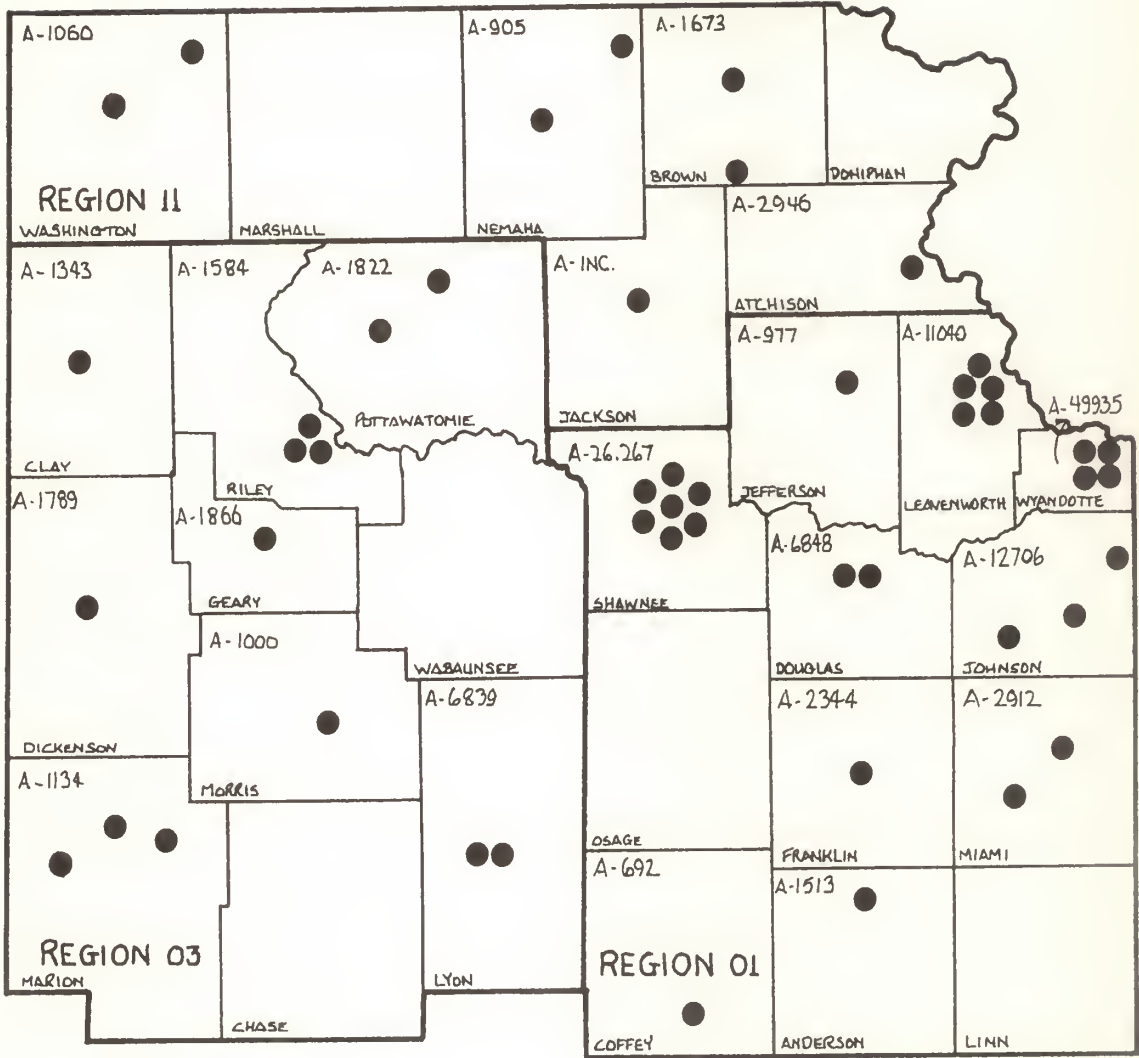 A-1060
A-905
A-1673
REGION 11
WASHINGTON
MARSHALL
NEMAHA
BROWN
DONIPHAN
A-2946
ATCHISON
A-1343
A-1584
A-1822
A-INC.
A-977
A-11040
A-49935
CLAY
RILEY
POTTAWATOMIE
JACKSON
JEFFERSON
LEAVENWORTH
WYANDOTTE
A-26.267
SHAWNEE
A-1789
A-1866
GEARY
A-6848
A-12706
DICKENSON
A-1000
MORRIS
WABAUNSEE
DOUGLAS
JOHNSON
A-6839
A-2344
A-2912
A-1134
REGION 03
MARION
CHASE
LYON
OSAGE
FRANKLIN
MIAMI
A-692
A-1513
REGION 01
COFFEY
ANDERSON
LINN